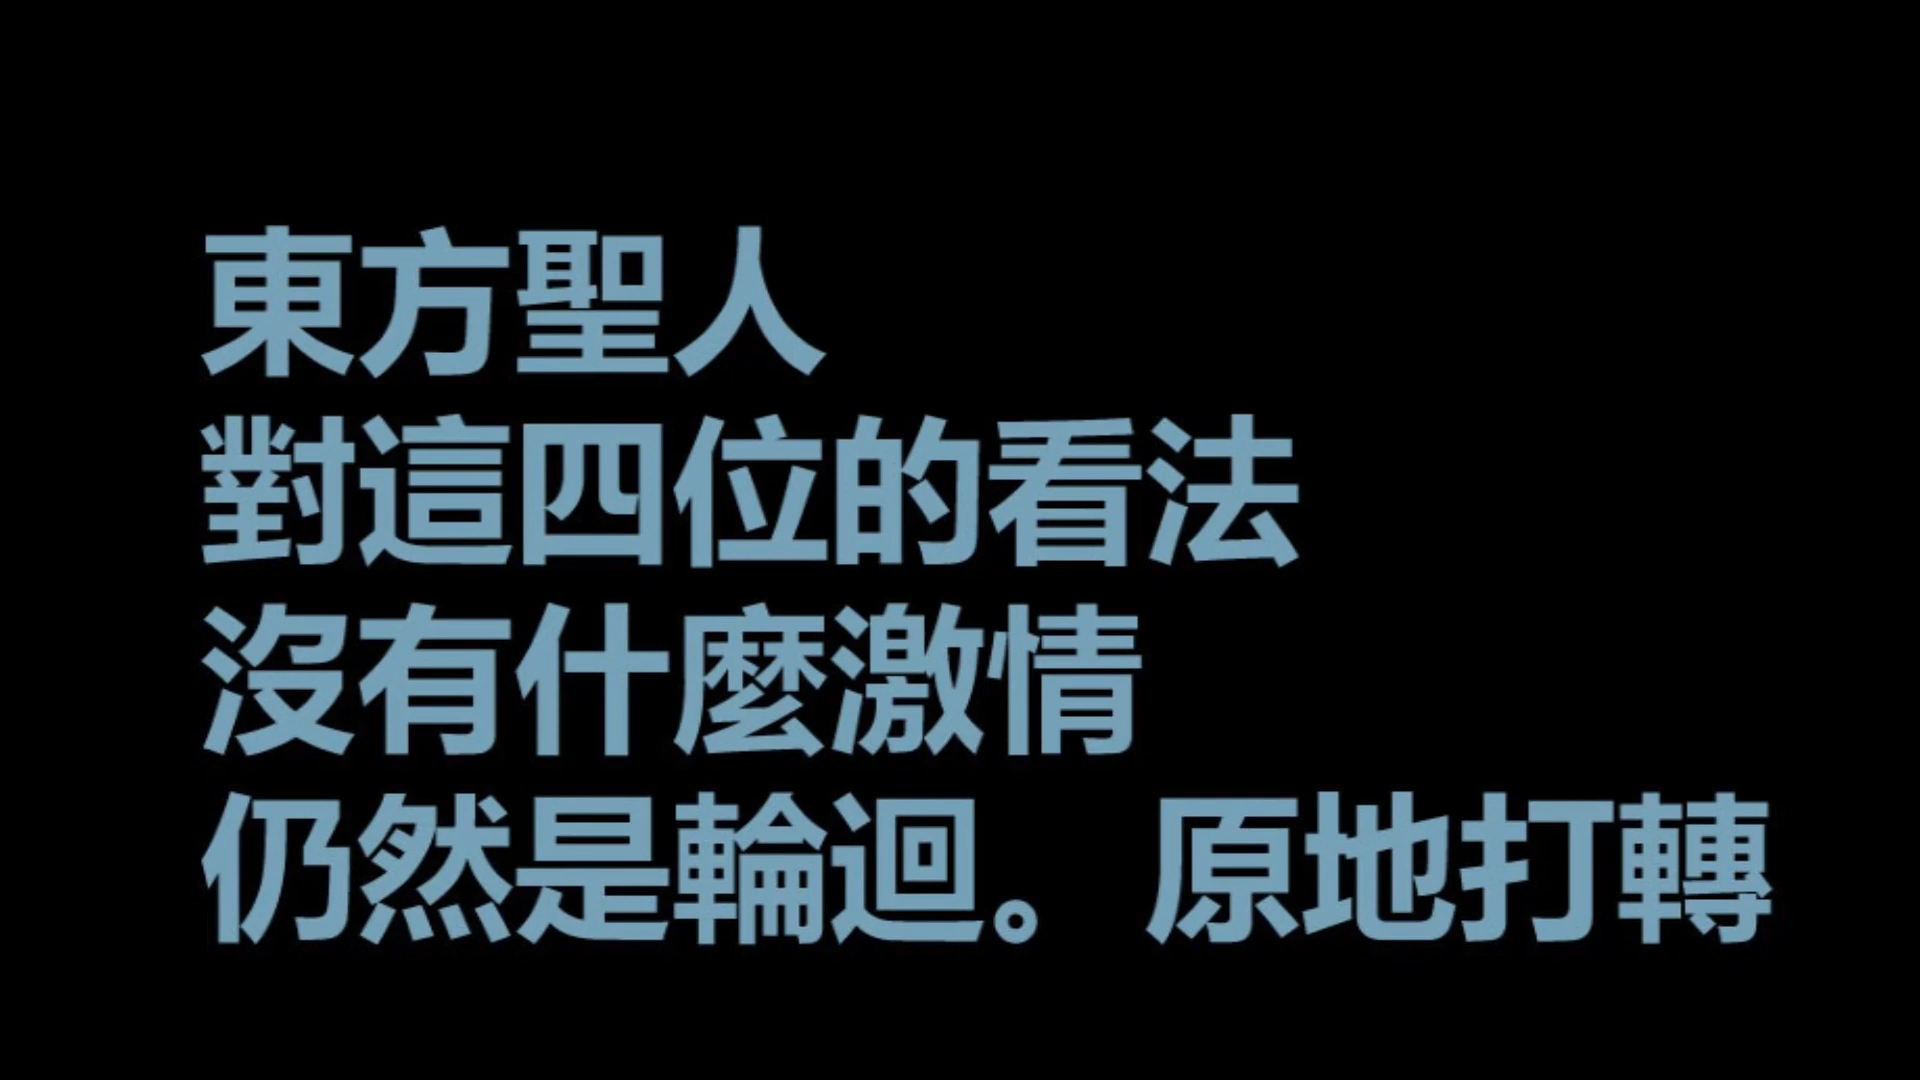 東方聖人
對這四位的看法
沒有什麼激情
仍然是輪迴。原地打轉